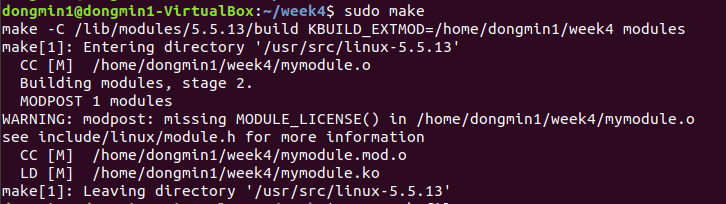 dongmin1@dongmin1-VirtualBox:~/week4$ sudo make
make -C /lib/modules/5.5.13/build KBUILD_EXTMOD=/home/dongmin1/week4 modules
make[1]: Entering directory '/usr/src/linux-5.5.13'
  CC [M]  /home/dongmin1/week4/mymodule.o
  Building modules, stage 2.
  MODPOST 1 modules
WARNING: modpost: missing MODULE_LICENSE() in /home/dongmin1/week4/mymodule.o
see include/linux/module.h for more information
  CC [M]  /home/dongmin1/week4/mymodule.mod.o
  LD [M]  /home/dongmin1/week4/mymodule.ko
make[1]: Leaving directory '/usr/src/linux-5.5.13'